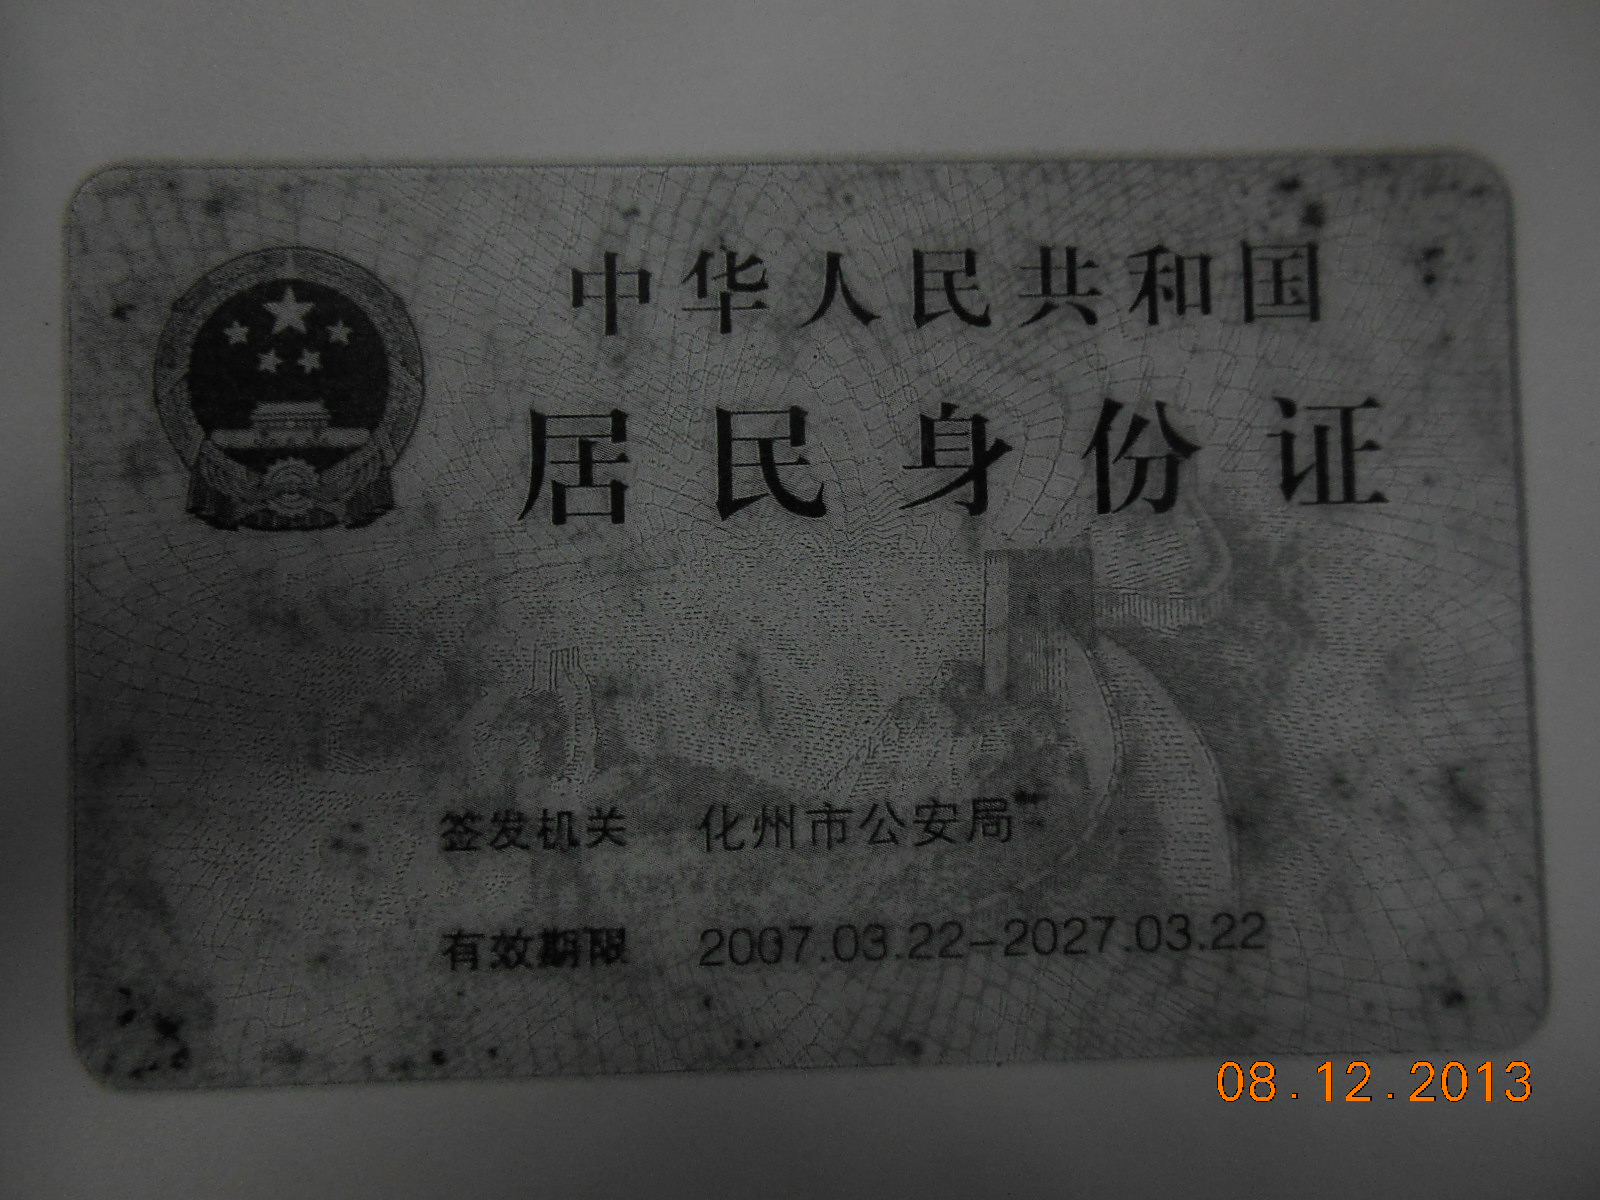 中华人民共和国
居民身份证
签发机关 化州市公安局
有效期限 2007.03.22-2027.03.22
08.12.2013